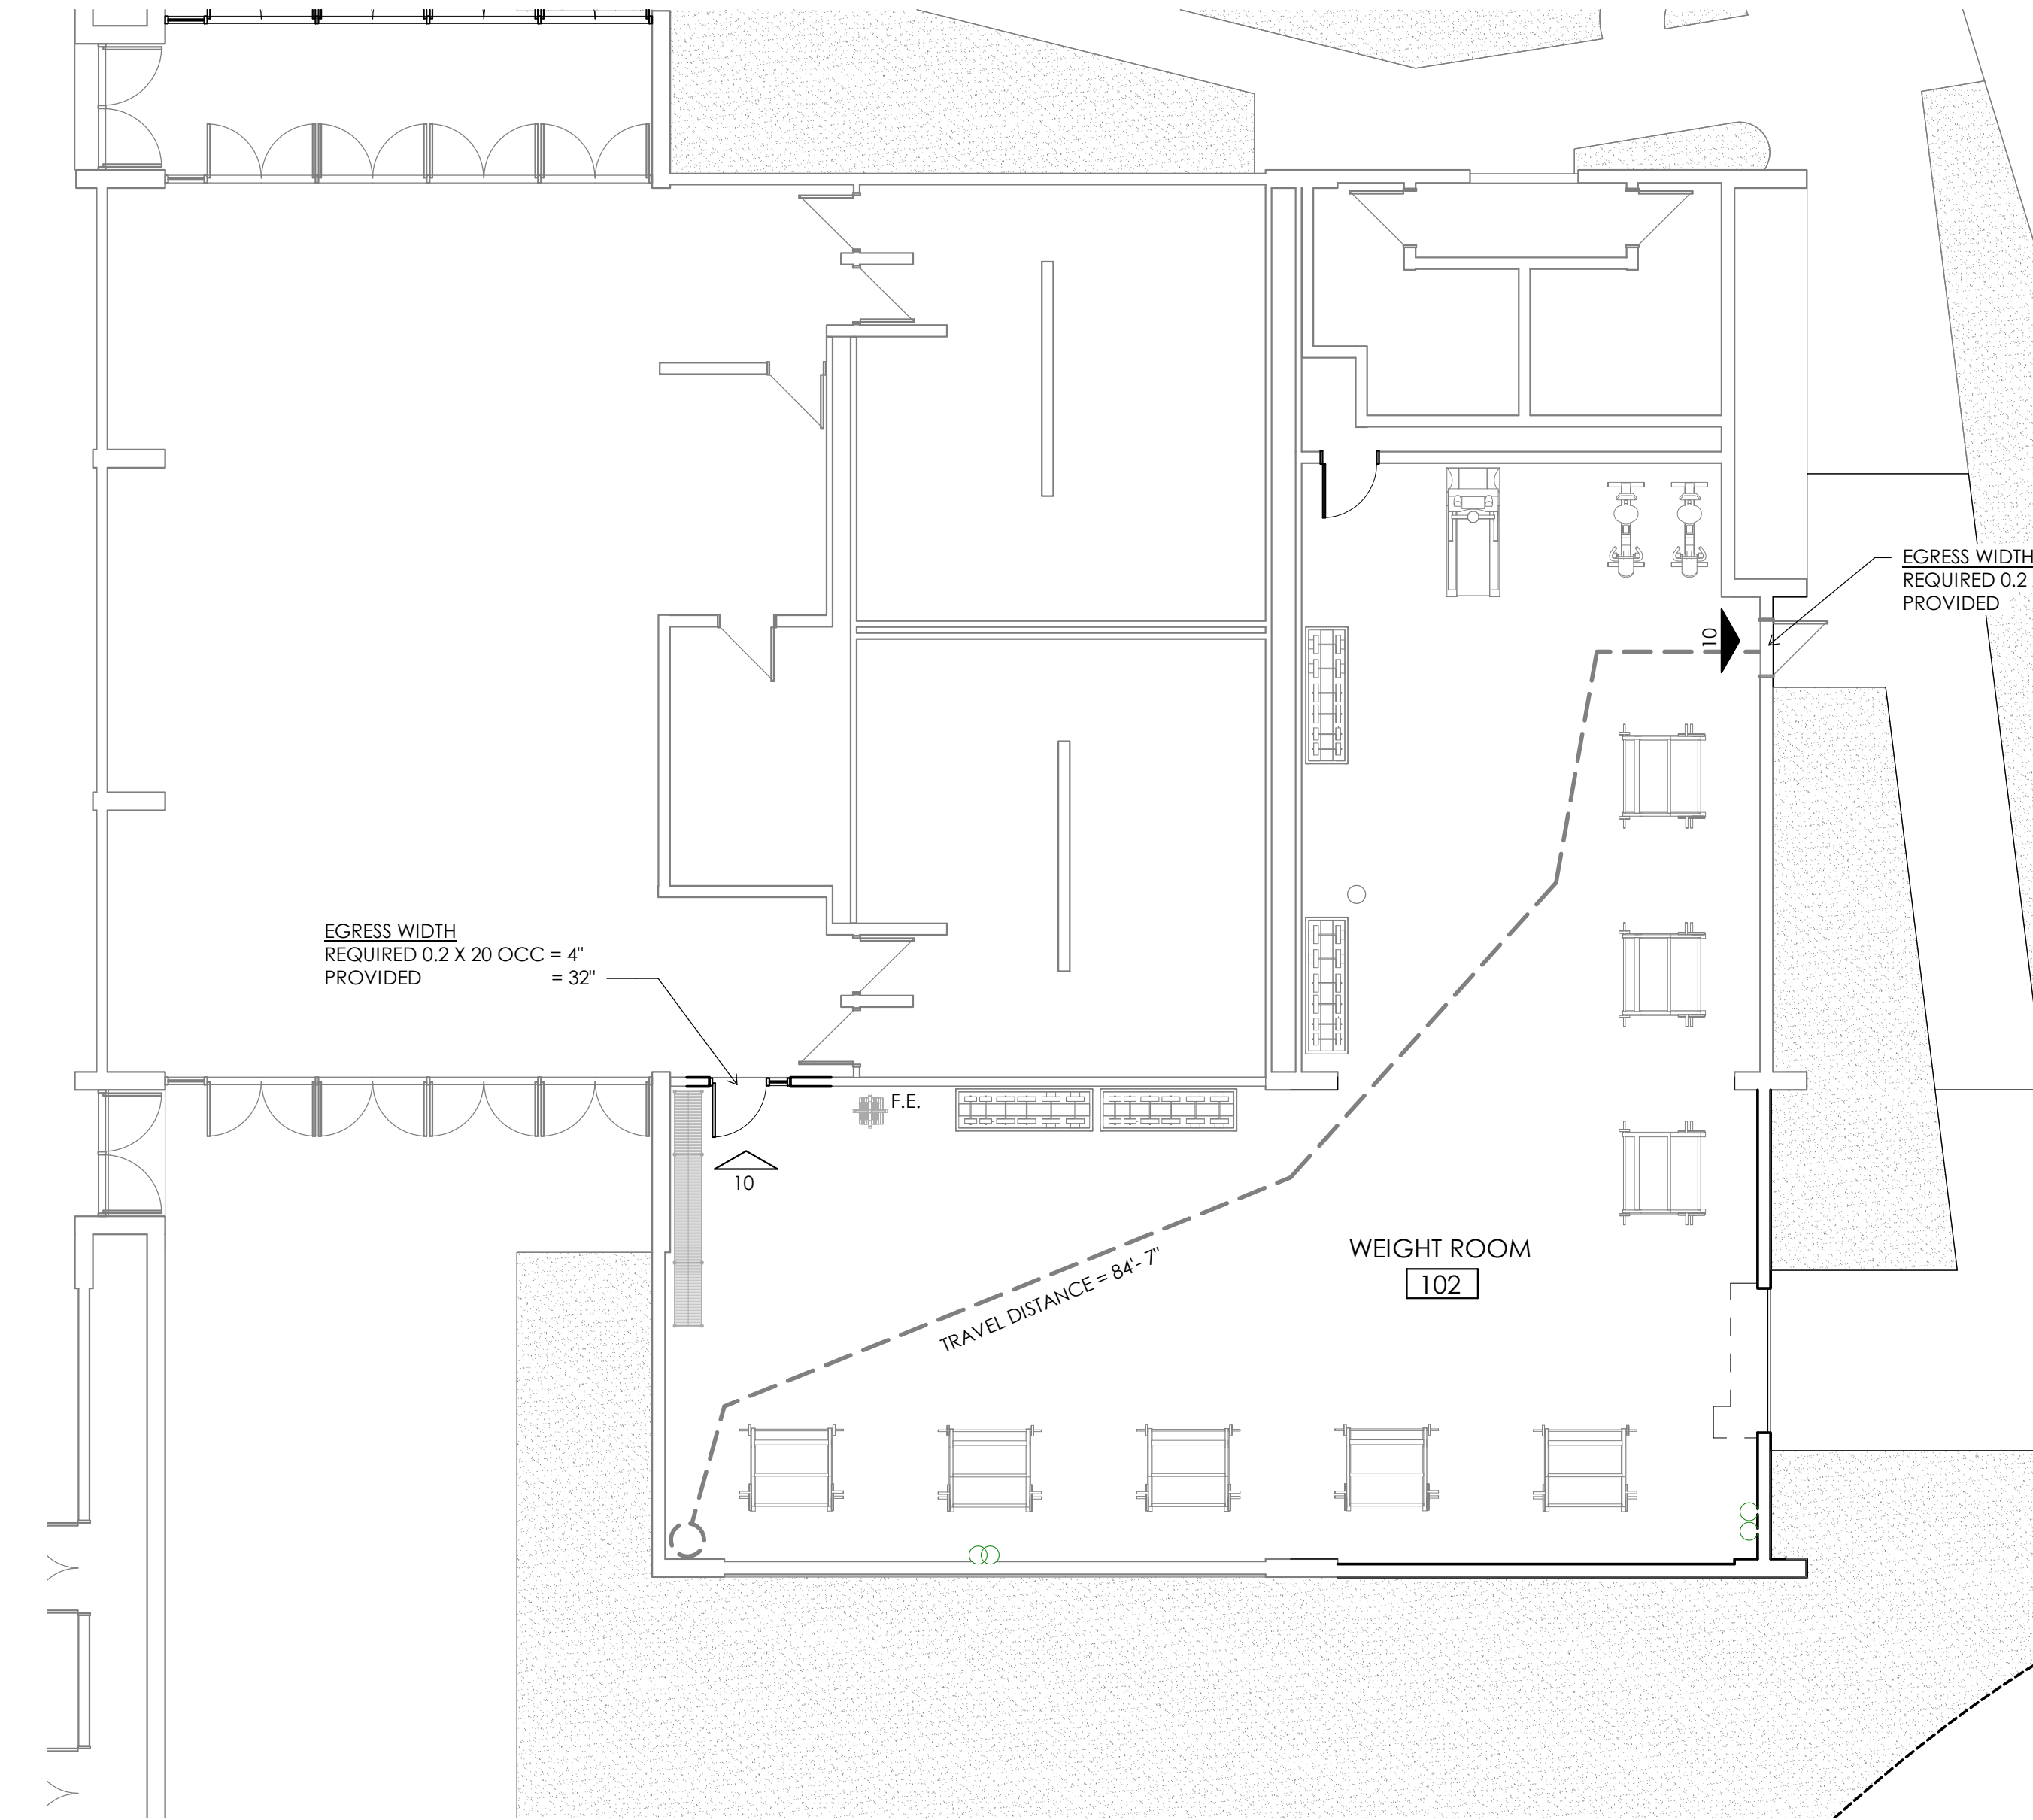 EGRESS WIDTH
REQUIRED 0.2
PROVIDED
10
EGRESS WIDTH
REQUIRED 0.2 X 20 OCC = 4"
PROVIDED = 32"
F.E.
10
WEIGHT ROOM
102
TRAVEL DISTANCE = 84'- 7"